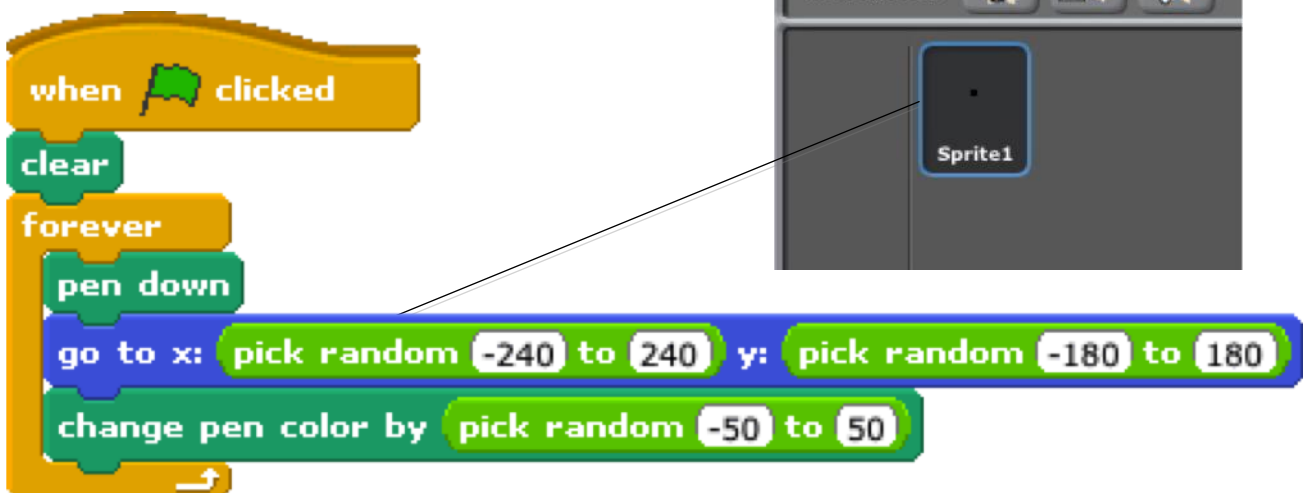 when clicked
clear
forever
pen down
go to x: pick random -240 to 240 y: pick random -180 to 180
change pen color by pick random -50 to 50
Sprite1